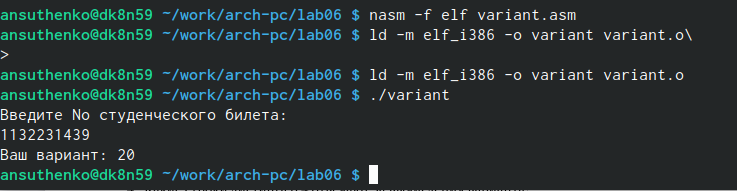 ansuthenko@dk8n59 ~/work/arch-pc/lab06 $ nasm -f elf variant.asm
ansuthenko@dk8n59 ~/work/arch-pc/lab06 $ ld -m elf_i386 -o variant variant.o\
>
ansuthenko@dk8n59 ~/work/arch-pc/lab06 $ ld -m elf_i386 -o variant variant.o
ansuthenko@dk8n59 ~/work/arch-pc/lab06 $ ./variant
Введите No студенческого билета:
1132231439
Ваш вариант: 20
ansuthenko@dk8n59 ~/work/arch-pc/lab06 $